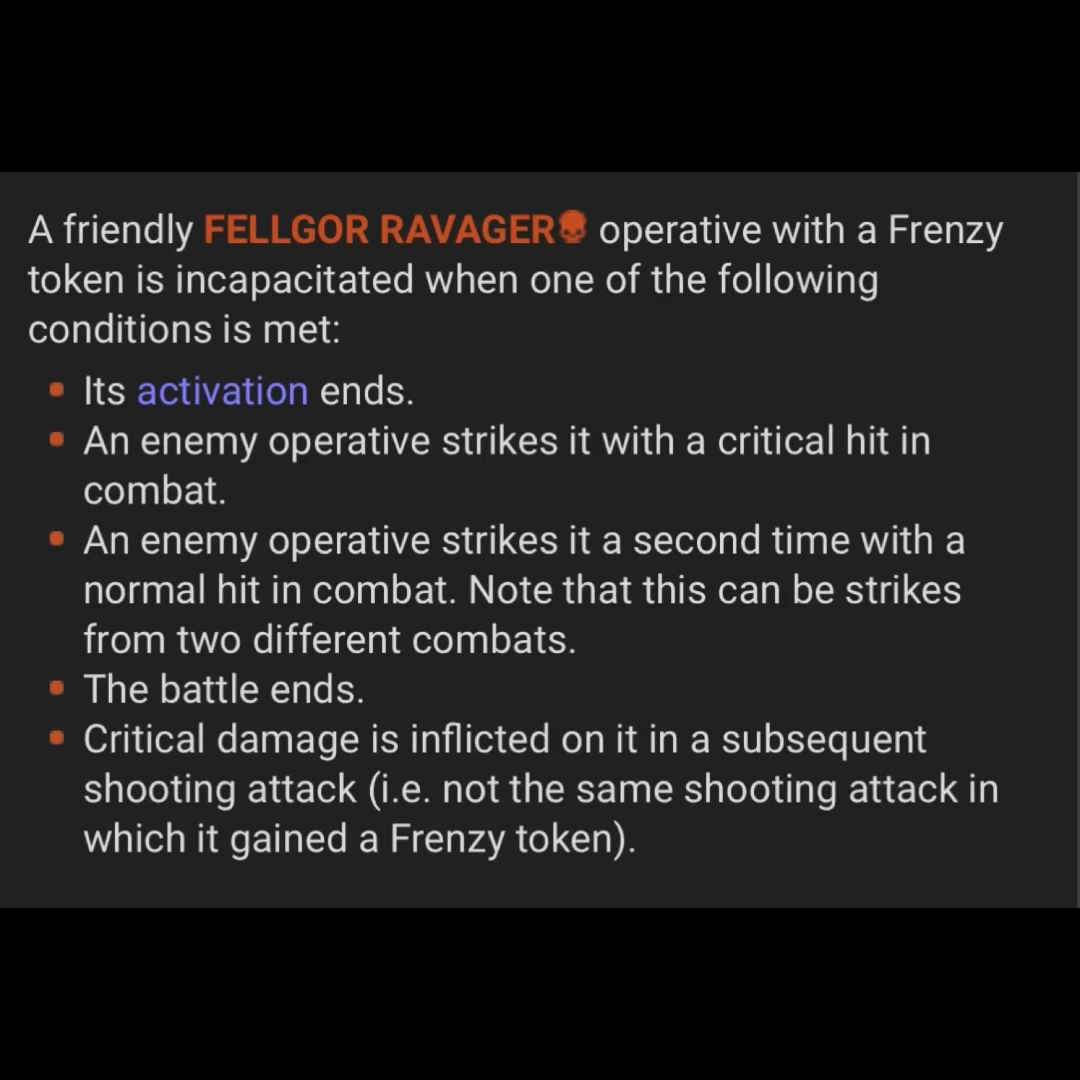 A friendly FELLGOR RAVAGER operative with a Frenzy
token is incapacitated when one of the following
conditions is met:
Its activation ends.
An enemy operative strikes it with a critical hit in
combat.
An enemy operative strikes it a second time with a
normal hit in combat. Note that this can be strikes
from two different combats.
The battle ends.
Critical damage is inflicted on it in a subsequent
shooting attack (i.e. not the same shooting attack in
which it gained a Frenzy token).